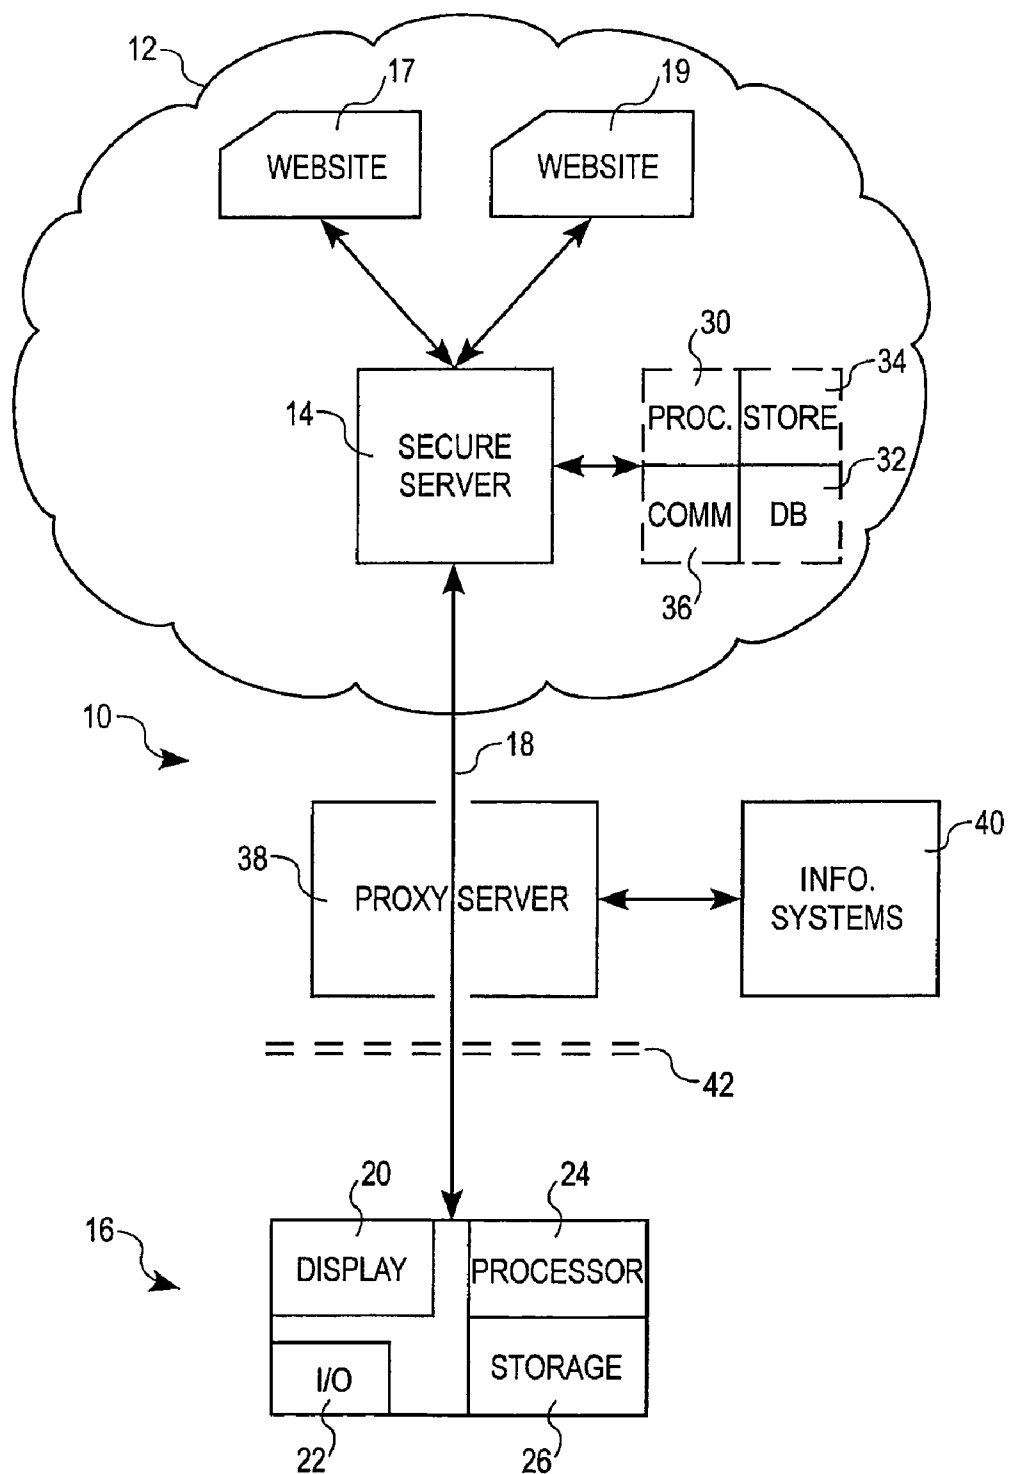 12
17
19
WEBSITE
WEBSITE
30
34
14
SECURE
SERVER
PROC.
STORE
32
COMM
DB
36
10
18
38
PROXY SERVER
40
INFO.
SYSTEMS
42
16
20
24
DISPLAY
PROCESSOR
I/O
STORAGE
22
26